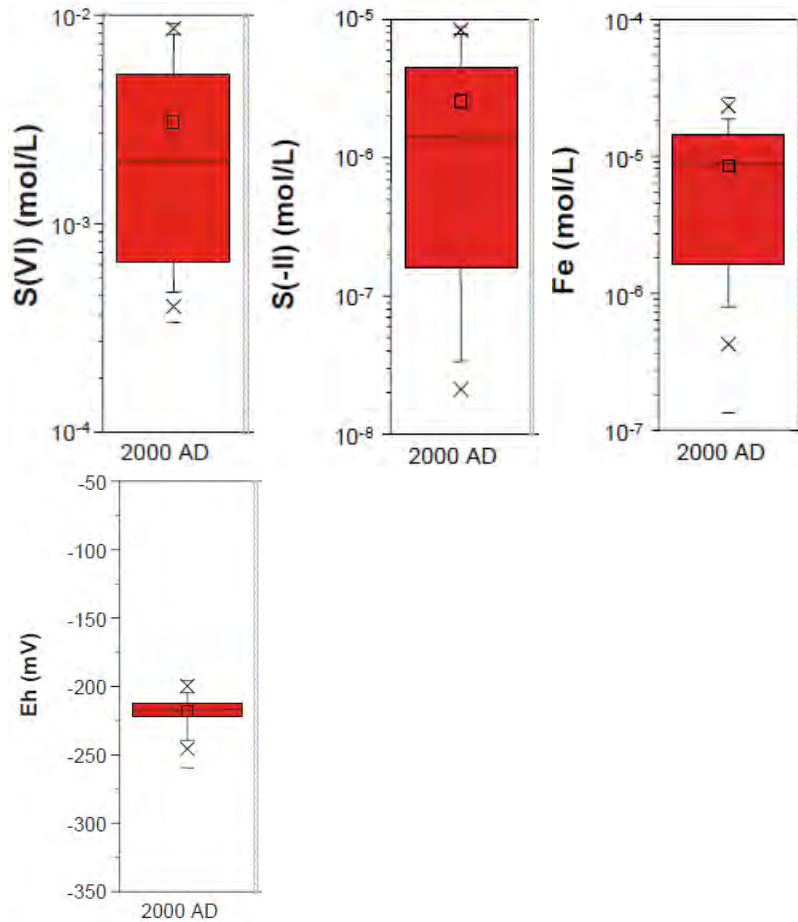 S(VI) (mol/L)
10⁻²
10⁻³
10⁻⁴
2000 AD
S(-II) (mol/L)
10⁻⁵
10⁻⁶
10⁻⁷
10⁻⁸
2000 AD
Fe (mol/L)
10⁻⁴
10⁻⁵
10⁻⁶
10⁻⁷
2000 AD
Eh (mV)
-50
-100
-150
-200
-250
-300
-350
2000 AD